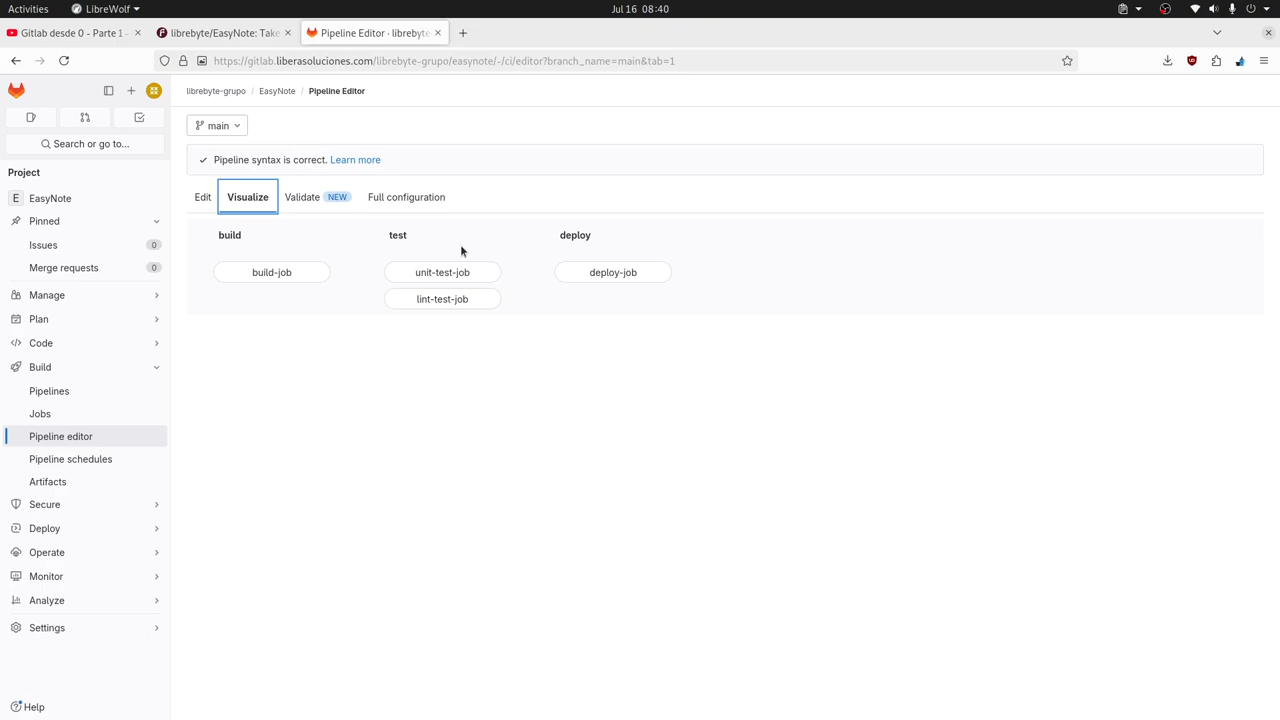 Activities
LibreWolf
Jul 16 08:40
Gitlab desde 0 - Parte 1 -
librebyte/EasyNote: Take
Pipeline Editor · librebyte
https://gitlab.liberasoluciones.com/librebyte-grupo/easynote/-/ci/editor?branch_name=main&tab=1
librebyte-grupo / EasyNote / Pipeline Editor
main
Search or go to...
Pipeline syntax is correct. Learn more
Project
E EasyNote
Pinned
Issues 0
Merge requests 0
Manage
Plan
Code
Build
Pipelines
Jobs
Pipeline editor
Pipeline schedules
Artifacts
Secure
Deploy
Operate
Monitor
Analyze
Settings
Help
Edit
Visualize
Validate NEW
Full configuration
build
test
deploy
build-job
unit-test-job
deploy-job
lint-test-job